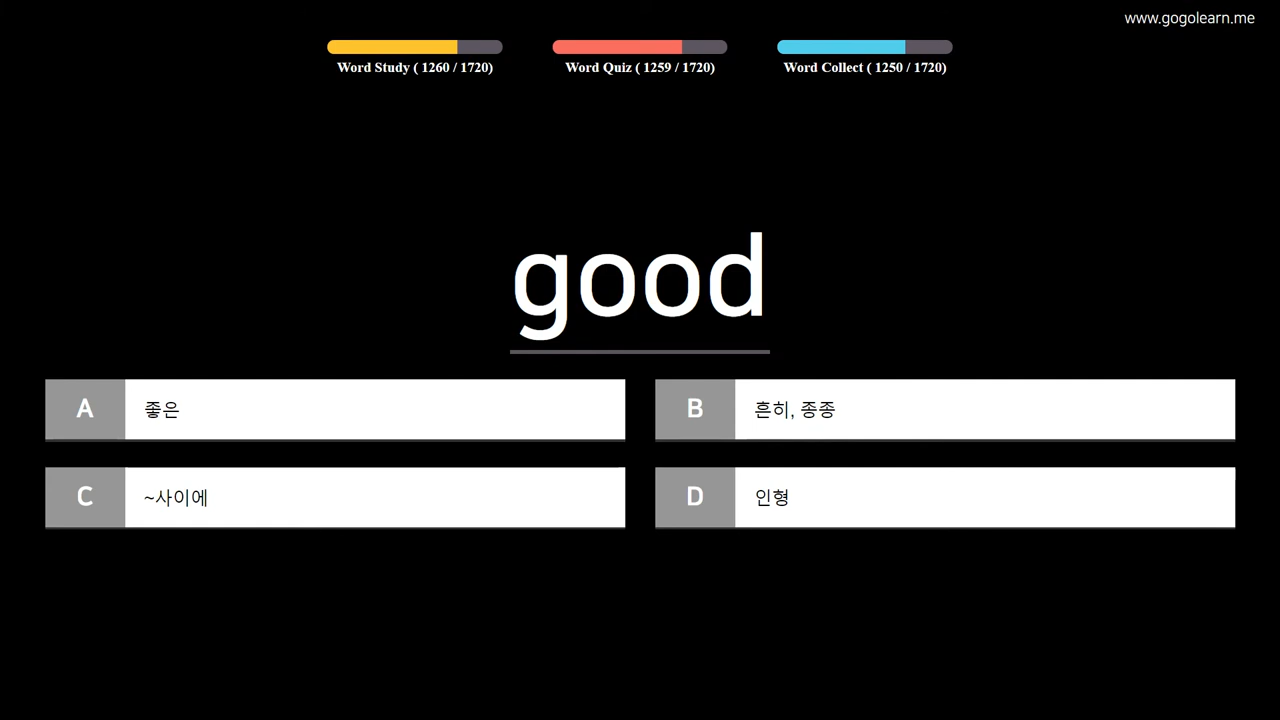 www.gogolearn.me
Word Study ( 1260 / 1720)
Word Quiz ( 1259 / 1720)
Word Collect ( 1250 / 1720)
good
A 좋은
B 흔히, 종종
C ~사이에
D 인형